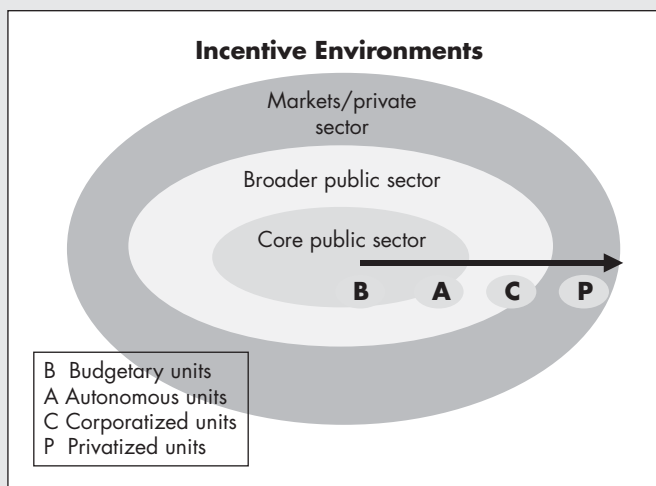 Incentive Environments
Markets/private
sector
Broader public sector
Core public sector
B A C P
B Budgetary units
A Autonomous units
C Corporatized units
P Privatized units